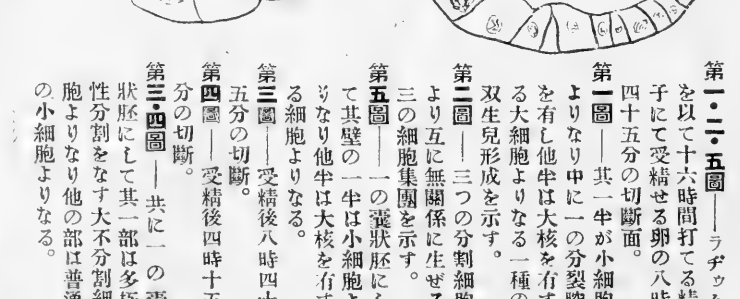 第一・二・五圖──ラヂウム
を以て十六時間打てる精
子にて受精せる卵の八時
四十五分の切斷面。
第一圖──其一半が小細胞
よりなり中に一の分裂腔
を有し他半は大核を有す
る大細胞よりなる一種の
双生兒形成を示す。
第二圖──三つの分割細胞
より互に無關係に生ぜる
三の細胞集團を示す。
第五圖──一の嚢狀胚にし
て其壁の一半は小細胞よ
りなり他半は大核を有す
る細胞よりなる。
第三圖──受精後八時四十
五分の切斷。
第四圖──受精後四時十五
分の切斷。
第三・四圖──共に一の嚢
狀胚にして其一部は多極
性分割をなす大不分割細
胞よりなり他の部は普通
の小細胞よりなる。